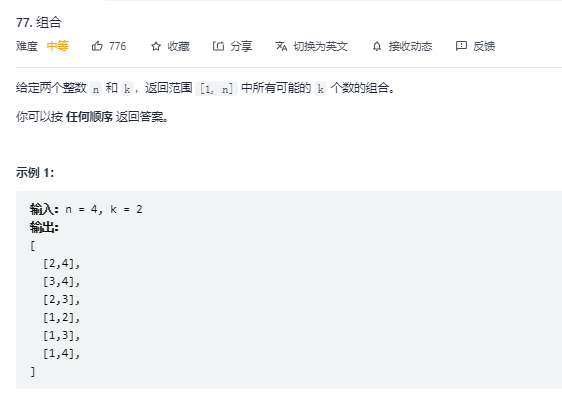 77. 组合
难度 中等 776 收藏 分享 切换为英文 接收动态 反馈
给定两个整数 n 和 k，返回范围 [1, n] 中所有可能的 k 个数的组合。
你可以按 任何顺序 返回答案。
示例 1：
输入：n = 4, k = 2
输出：
[
[2,4],
[3,4],
[2,3],
[1,2],
[1,3],
[1,4],
]